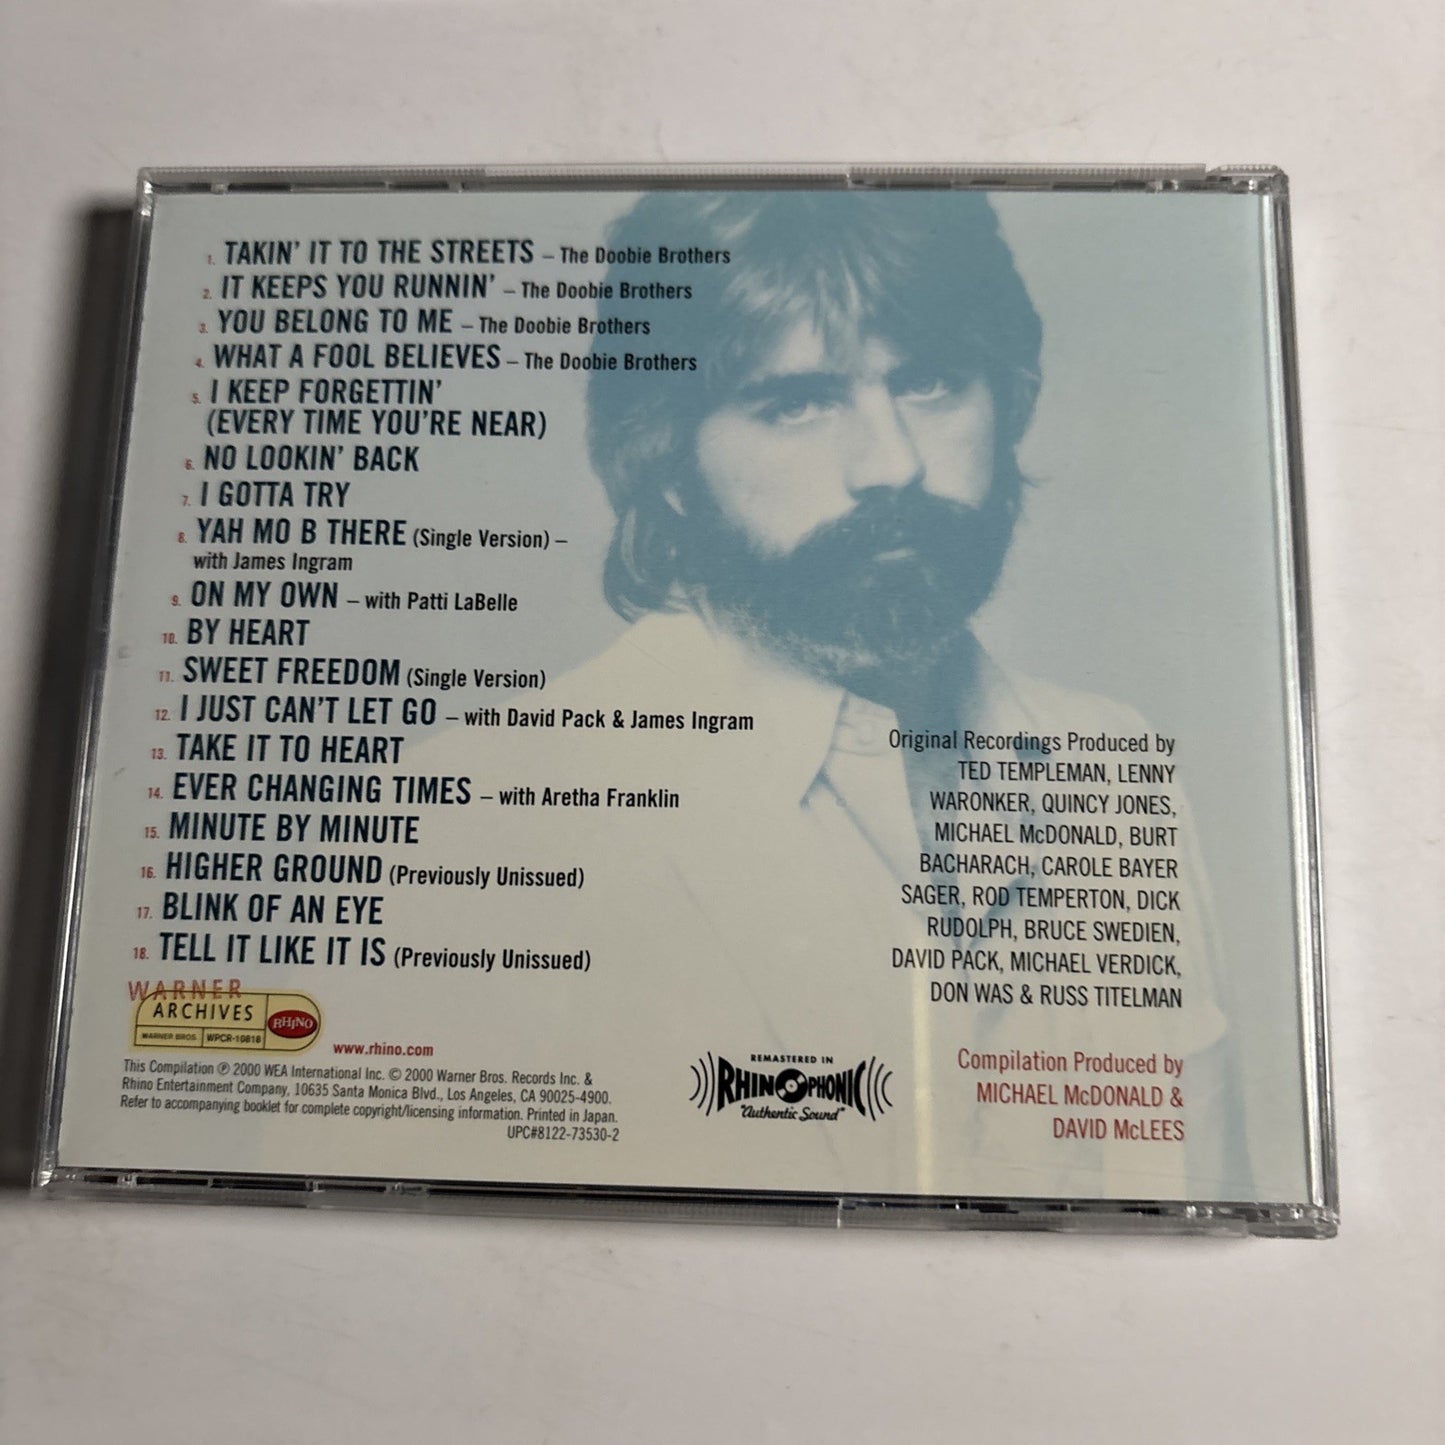 1. TAKIN' IT TO THE STREETS – The Doobie Brothers
2. IT KEEPS YOU RUNNIN' – The Doobie Brothers
3. YOU BELONG TO ME – The Doobie Brothers
4. WHAT A FOOL BELIEVES – The Doobie Brothers
5. I KEEP FORGETTIN'
(EVERY TIME YOU'RE NEAR)
6. NO LOOKIN' BACK
7. I GOTTA TRY
8. YAH MO B THERE (Single Version) –
with James Ingram
9. ON MY OWN – with Patti LaBelle
10. BY HEART
11. SWEET FREEDOM (Single Version)
12. I JUST CAN'T LET GO – with David Pack & James Ingram
13. TAKE IT TO HEART
14. EVER CHANGING TIMES – with Aretha Franklin
15. MINUTE BY MINUTE
16. HIGHER GROUND (Previously Unissued)
17. BLINK OF AN EYE
18. TELL IT LIKE IT IS (Previously Unissued)
Original Recordings Produced by
TED TEMPLEMAN, LENNY
WARONKER, QUINCY JONES,
MICHAEL McDONALD, BURT
BACHARACH, CAROLE BAYER
SAGER, ROD TEMPERTON, DICK
RUDOLPH, BRUCE SWEDIEN,
DAVID PACK, MICHAEL VERDICK,
DON WAS & RUSS TITELMAN
Compilation Produced by
MICHAEL McDONALD &
DAVID McLEES
WARNER
ARCHIVES
RHINO
WARNER BROS. WPCR-10818
www.rhino.com
This Compilation ℗ 2000 WEA International Inc. © 2000 Warner Bros. Records Inc. &
Rhino Entertainment Company, 10635 Santa Monica Blvd., Los Angeles, CA 90025-4900.
Refer to accompanying booklet for complete copyright/licensing information. Printed in Japan.
UPC#8122-73530-2
REMASTERED IN
RHINOPHONIC
"Authentic Sound"